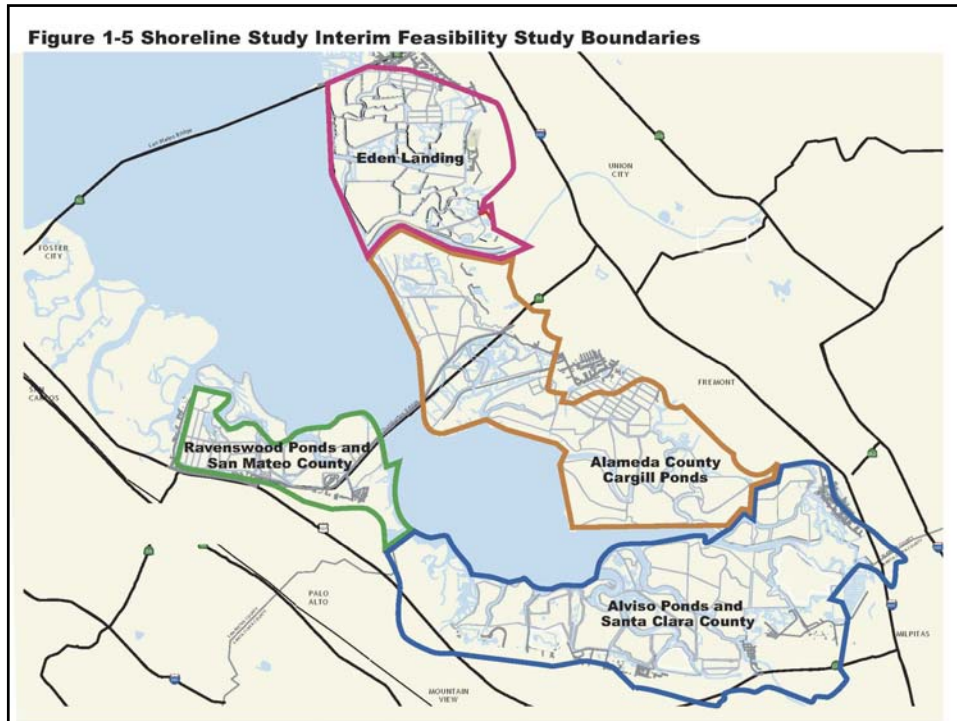 Figure 1-5 Shoreline Study Interim Feasibility Study Boundaries
Eden Landing
UNION
CITY
FOSTER
CITY
FREMONT
Ravenswood Ponds and
San Mateo County
Alameda County
Cargill Ponds
Alviso Ponds and
Santa Clara County
PALO
ALTO
MILPITAS
MOUNTAIN
VIEW